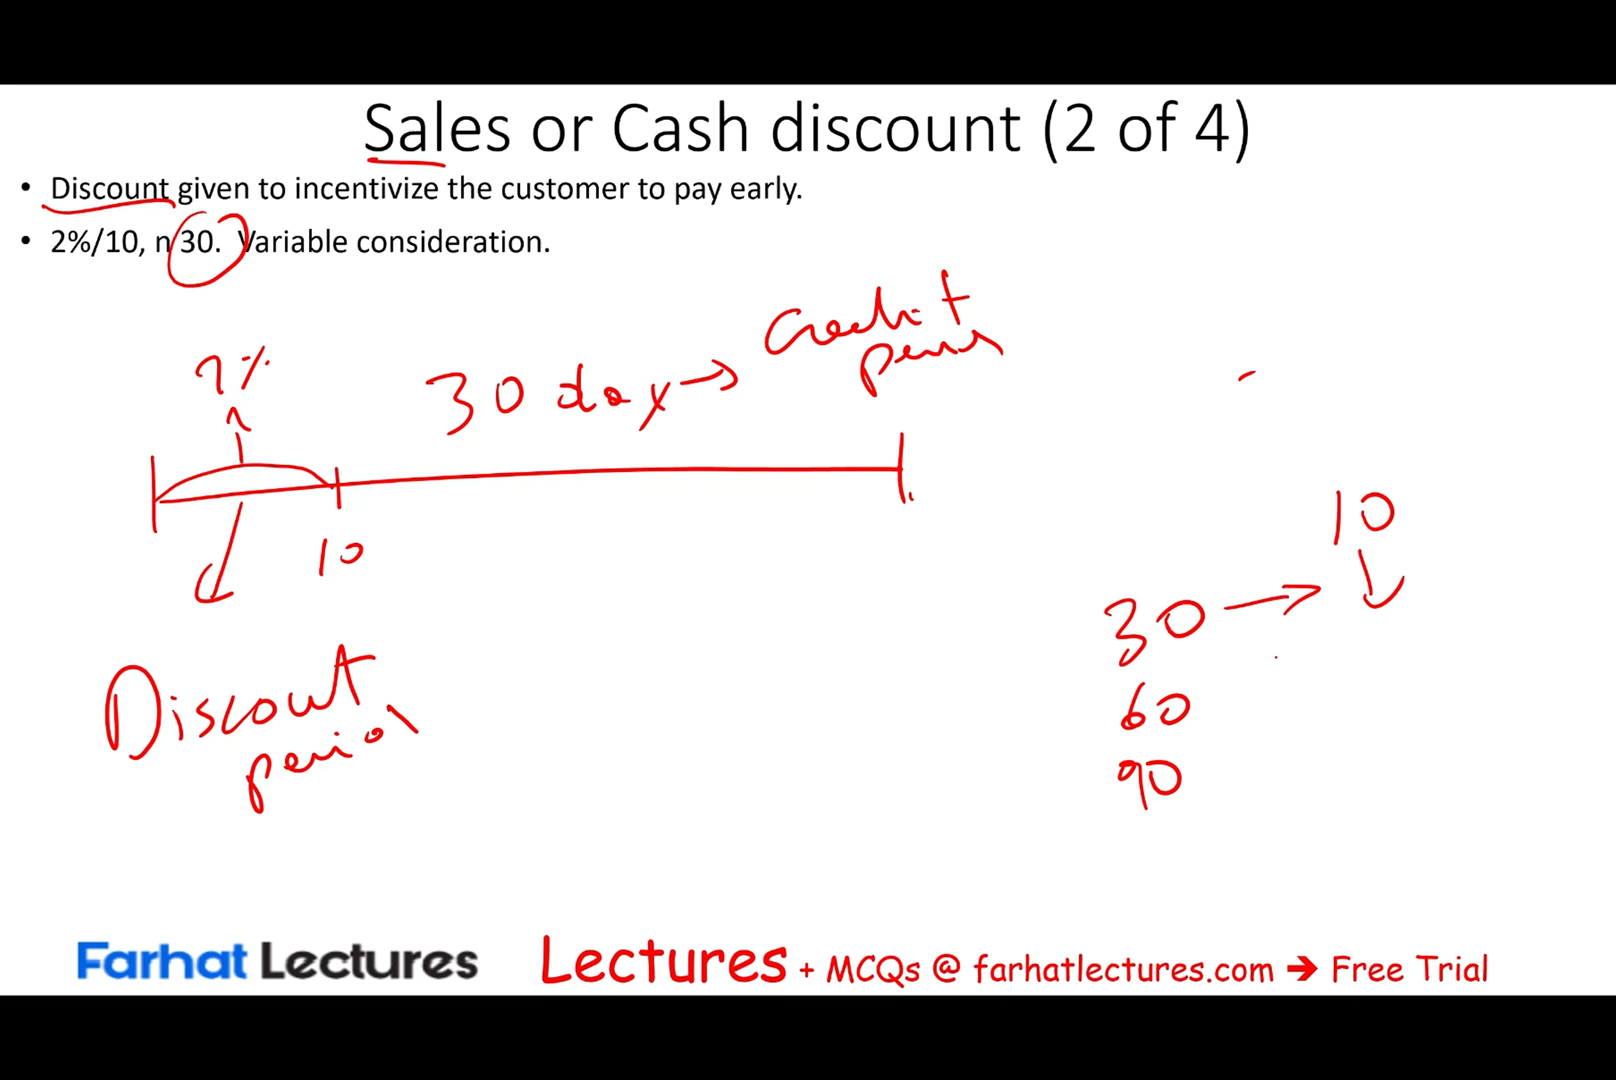 Sales or Cash discount (2 of 4)
• Discount given to incentivize the customer to pay early.
• 2%/10, n/30. Variable consideration.
Credit
period
2%
30 day →
10
10
30 →
60
90
Discout
period
Farhat Lectures
Lectures + MCQs @ farhatlectures.com → Free Trial